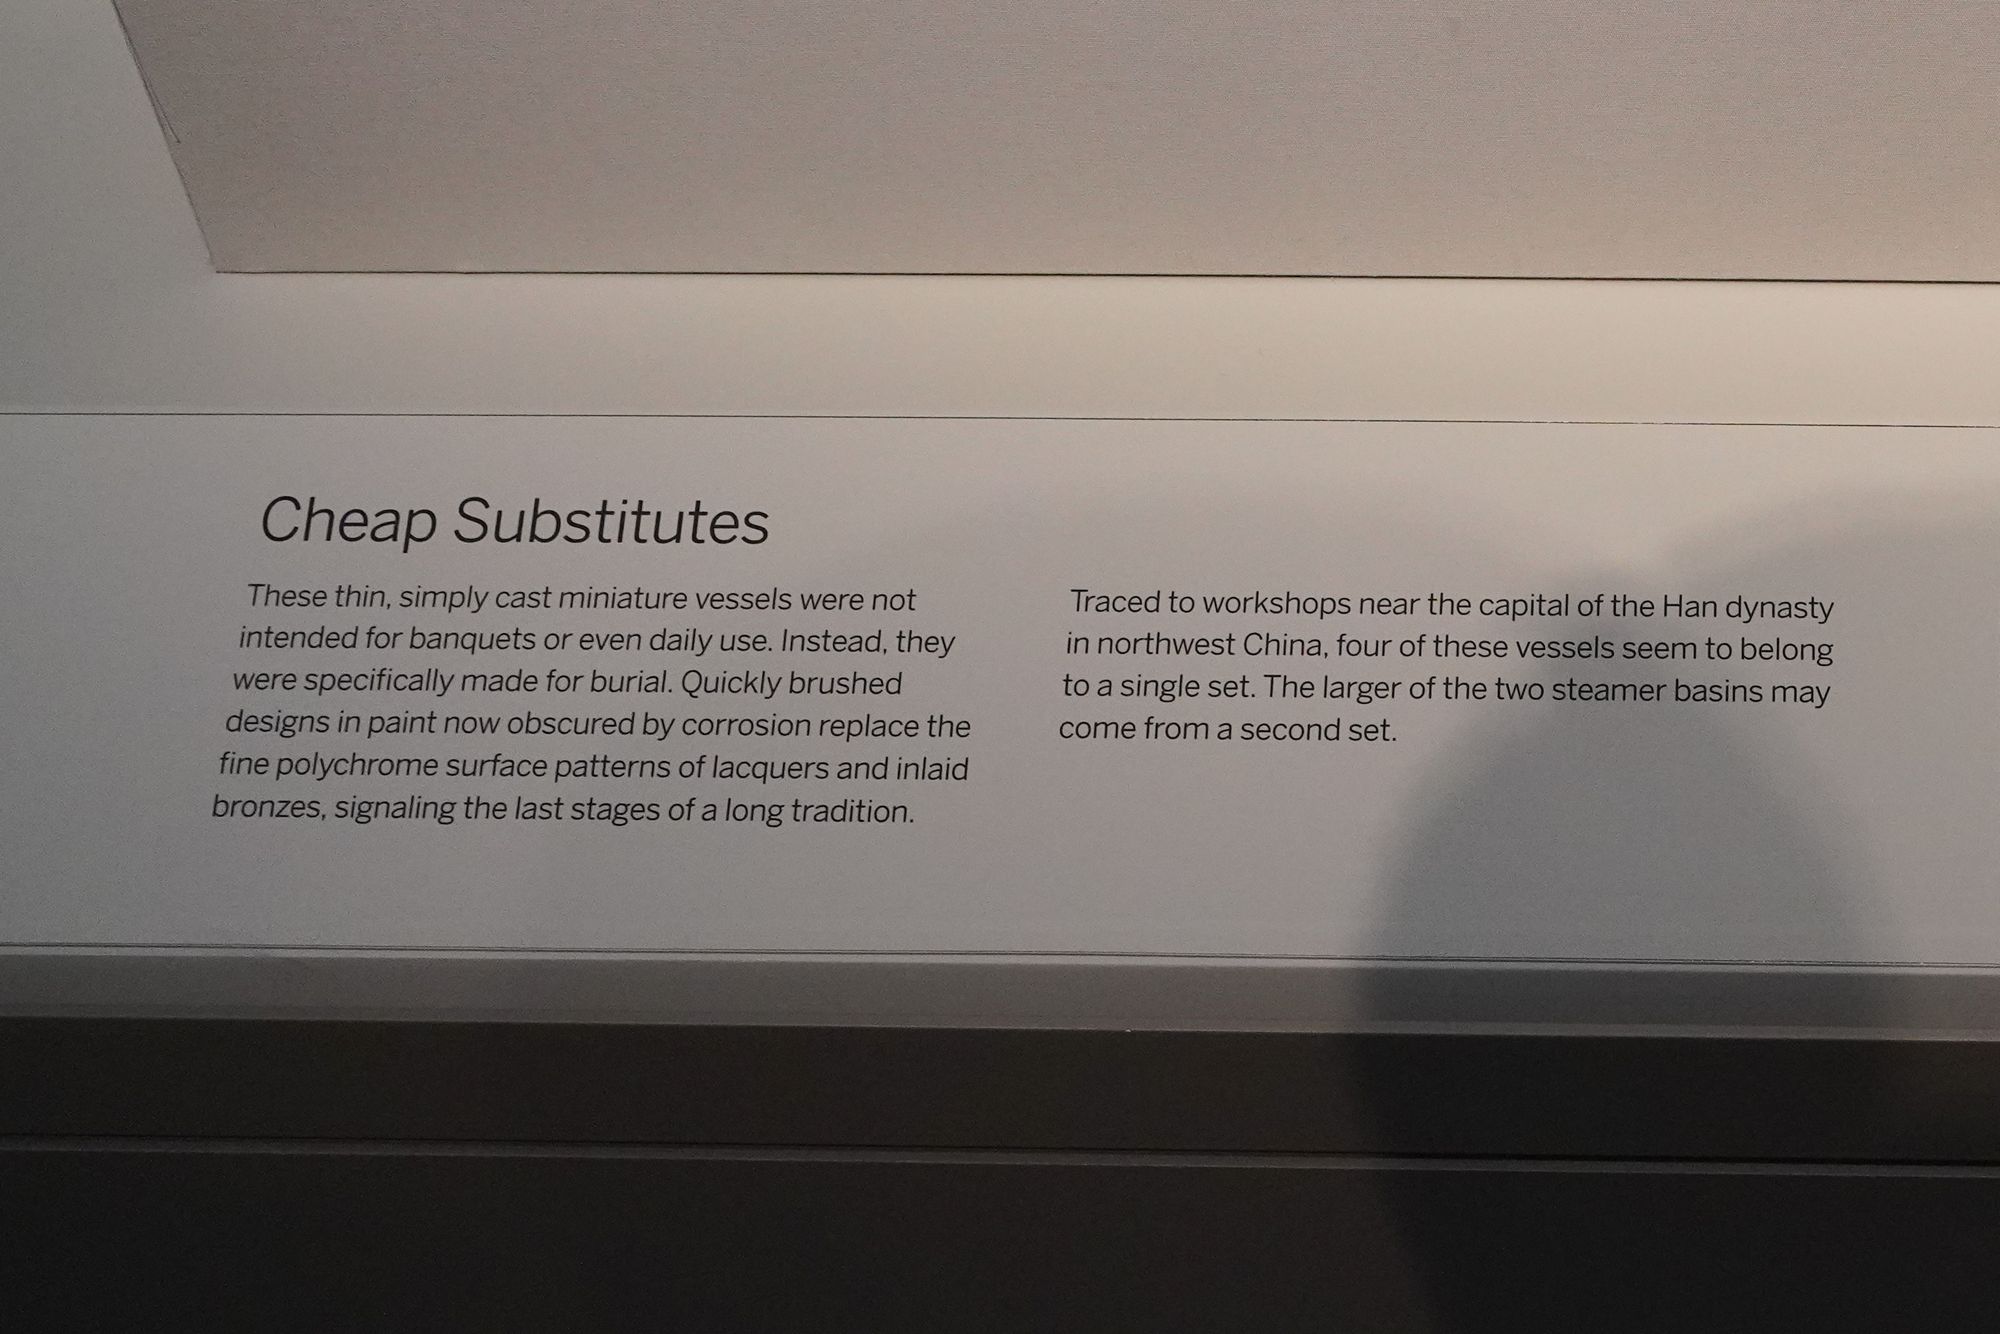 Cheap Substitutes
These thin, simply cast miniature vessels were not
intended for banquets or even daily use. Instead, they
were specifically made for burial. Quickly brushed
designs in paint now obscured by corrosion replace the
fine polychrome surface patterns of lacquers and inlaid
bronzes, signaling the last stages of a long tradition.
Traced to workshops near the capital of the Han dynasty
in northwest China, four of these vessels seem to belong
to a single set. The larger of the two steamer basins may
come from a second set.